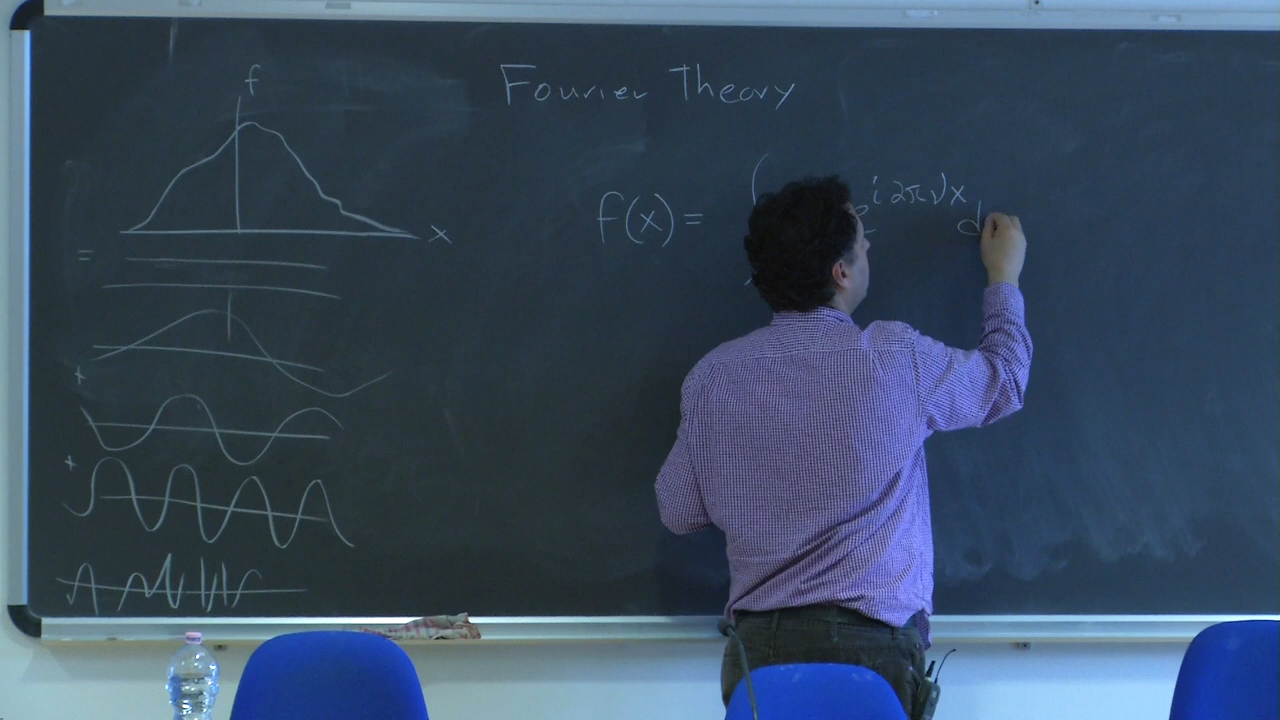 Fourier Theory
f
x
=
+
+
f(x) = ∫ e^{i2πνx} d